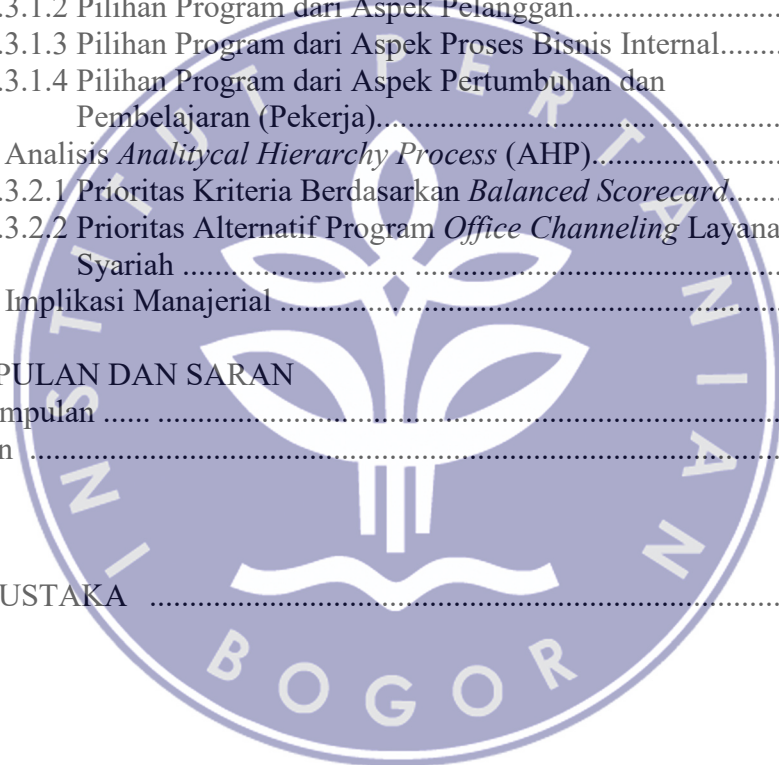 .3.1.2 Pilihan Program dari Aspek Pelanggan..............................
.3.1.3 Pilihan Program dari Aspek Proses Bisnis Internal.......
.3.1.4 Pilihan Program dari Aspek Pertumbuhan dan
Pembelajaran (Pekerja)................................... ...............
Analisis Analitycal Hierarchy Process (AHP).........................
.3.2.1 Prioritas Kriteria Berdasarkan Balanced Scorecard......
.3.2.2 Prioritas Alternatif Program Office Channeling Layana
Syariah ...............................................................................
Implikasi Manajerial ..................................................................
PULAN DAN SARAN
mpulan ...... ..............................................................................
n ................................................................................................
USTAKA ....................................................................................
INSTITUT PERTANIAN
BOGOR